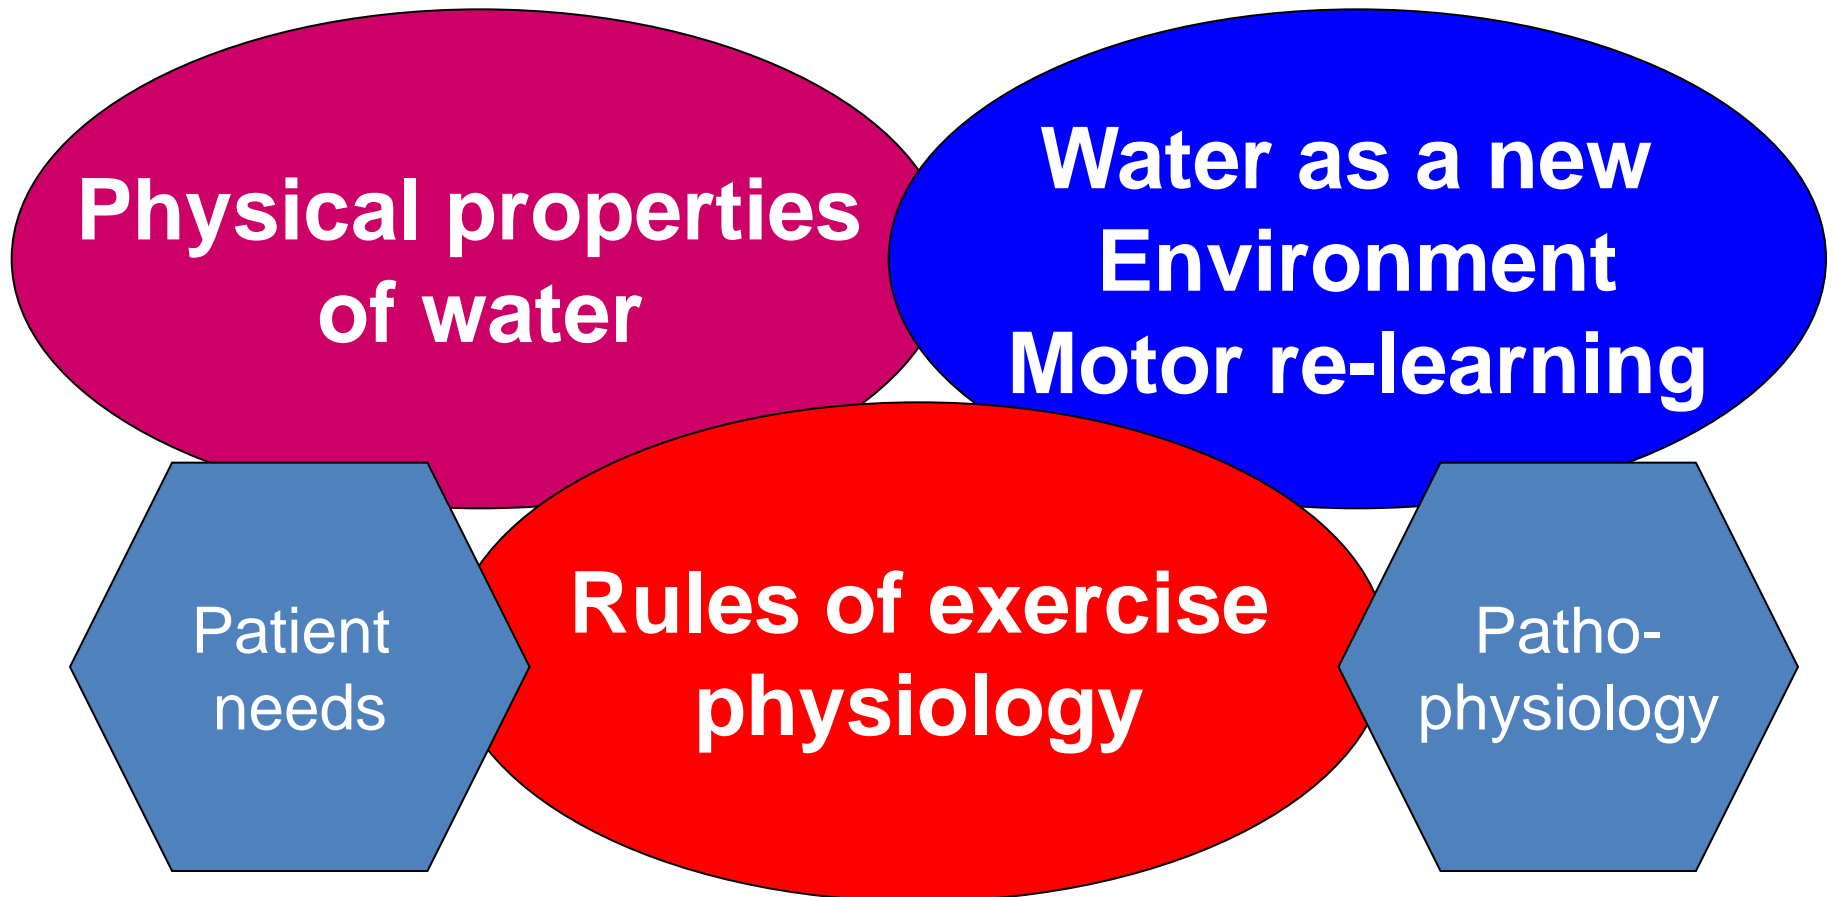 Physical properties
of water
Water as a new
Environment
Motor re-learning
Rules of exercise
physiology
Patient
needs
Patho-
physiology